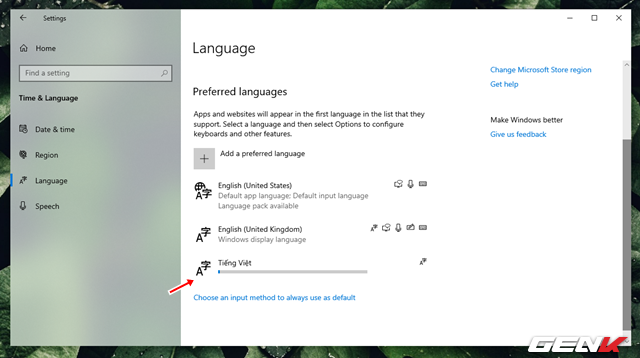 Settings
Home
Find a setting
Time & Language
Date & time
Region
Language
Speech
Language
Preferred languages
Apps and websites will appear in the first language in the list that they
support. Select a language and then select Options to configure
keyboards and other features.
Add a preferred language
English (United States)
Default app language; Default input language
Language pack available
English (United Kingdom)
Windows display language
Tiếng Việt
Choose an input method to always use as default
Change Microsoft Store region
Get help
Make Windows better
Give us feedback
GENK